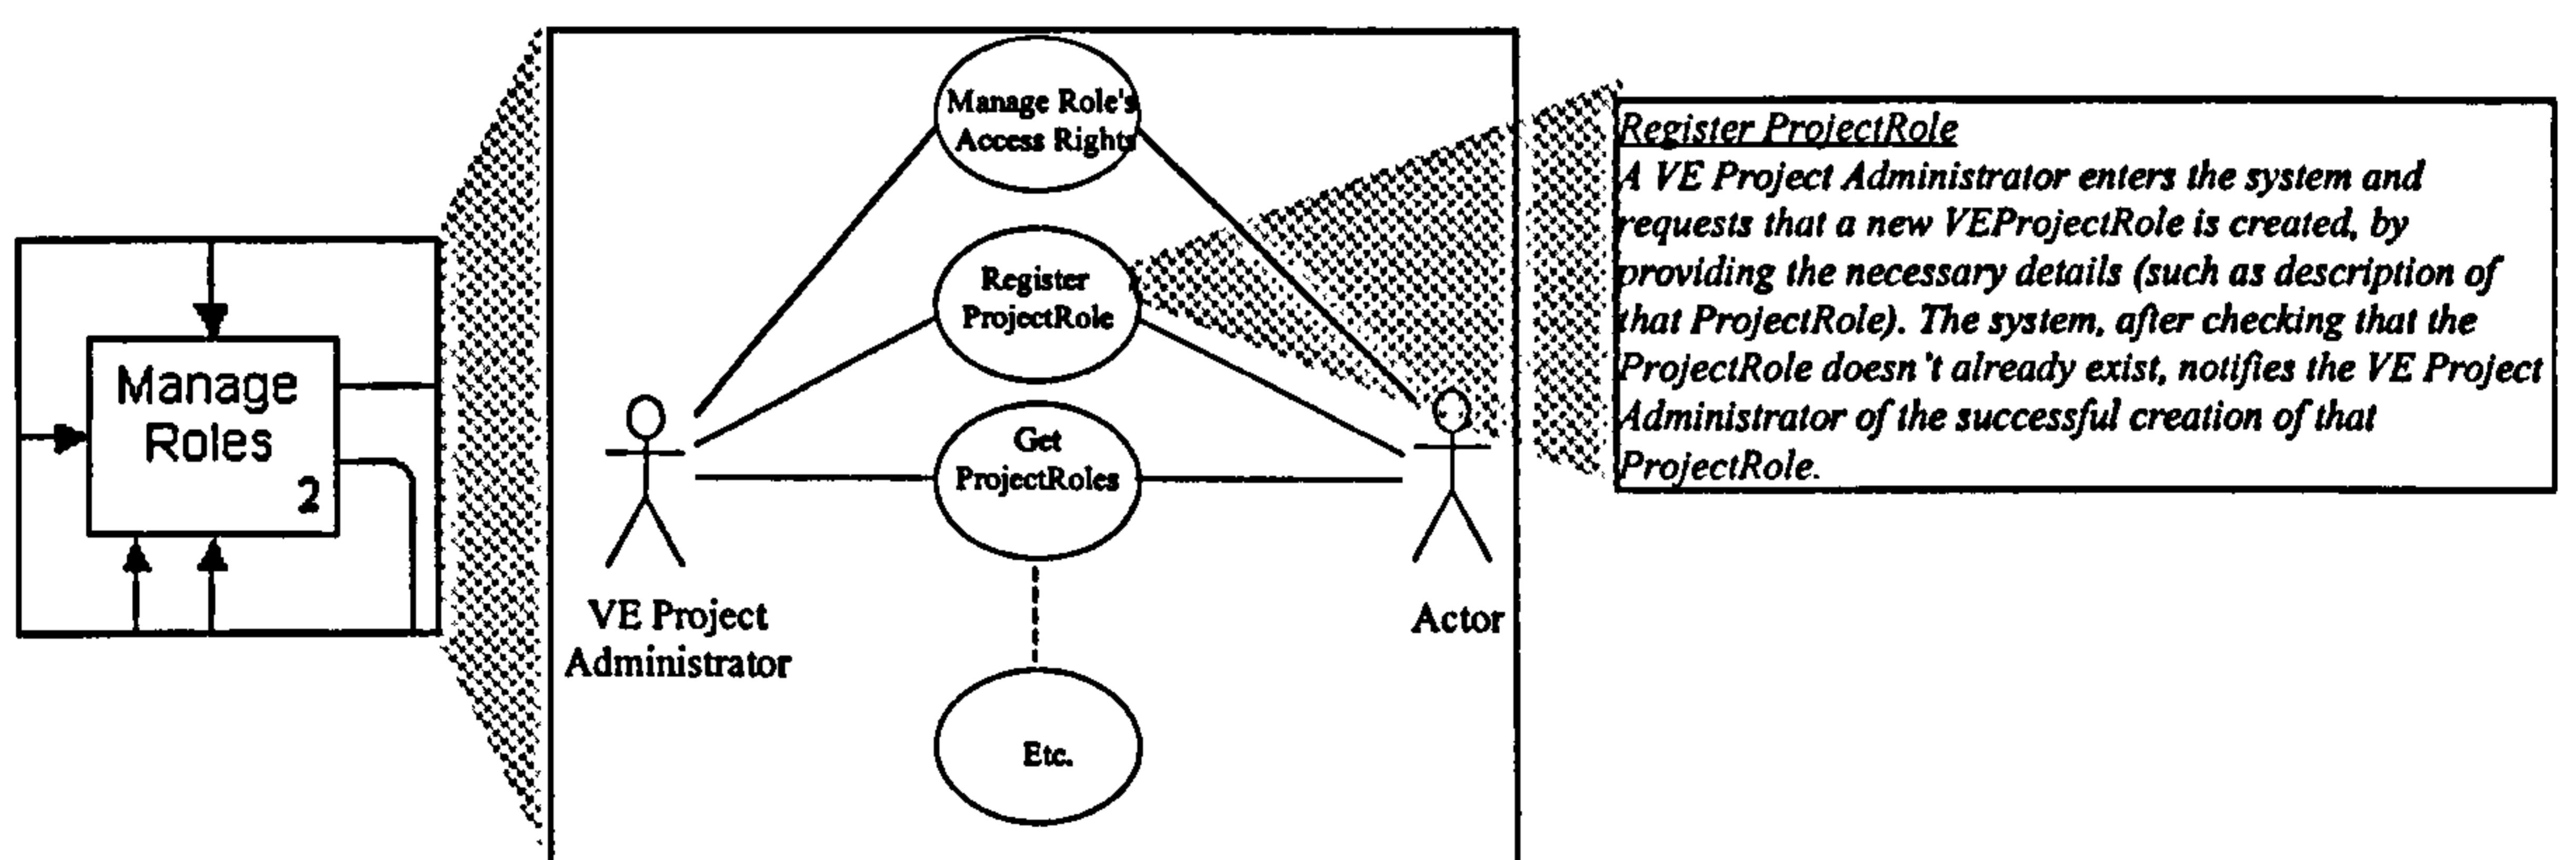 Manage
Roles
2
Manage Role's
Access Rights
Register
ProjectRole
Get
ProjectRoles
Etc.
VE Project
Administrator
Actor
Register ProjectRole
A VE Project Administrator enters the system and
requests that a new VEProjectRole is created, by
providing the necessary details (such as description of
that ProjectRole). The system, after checking that the
ProjectRole doesn't already exist, notifies the VE Project
Administrator of the successful creation of that
ProjectRole.